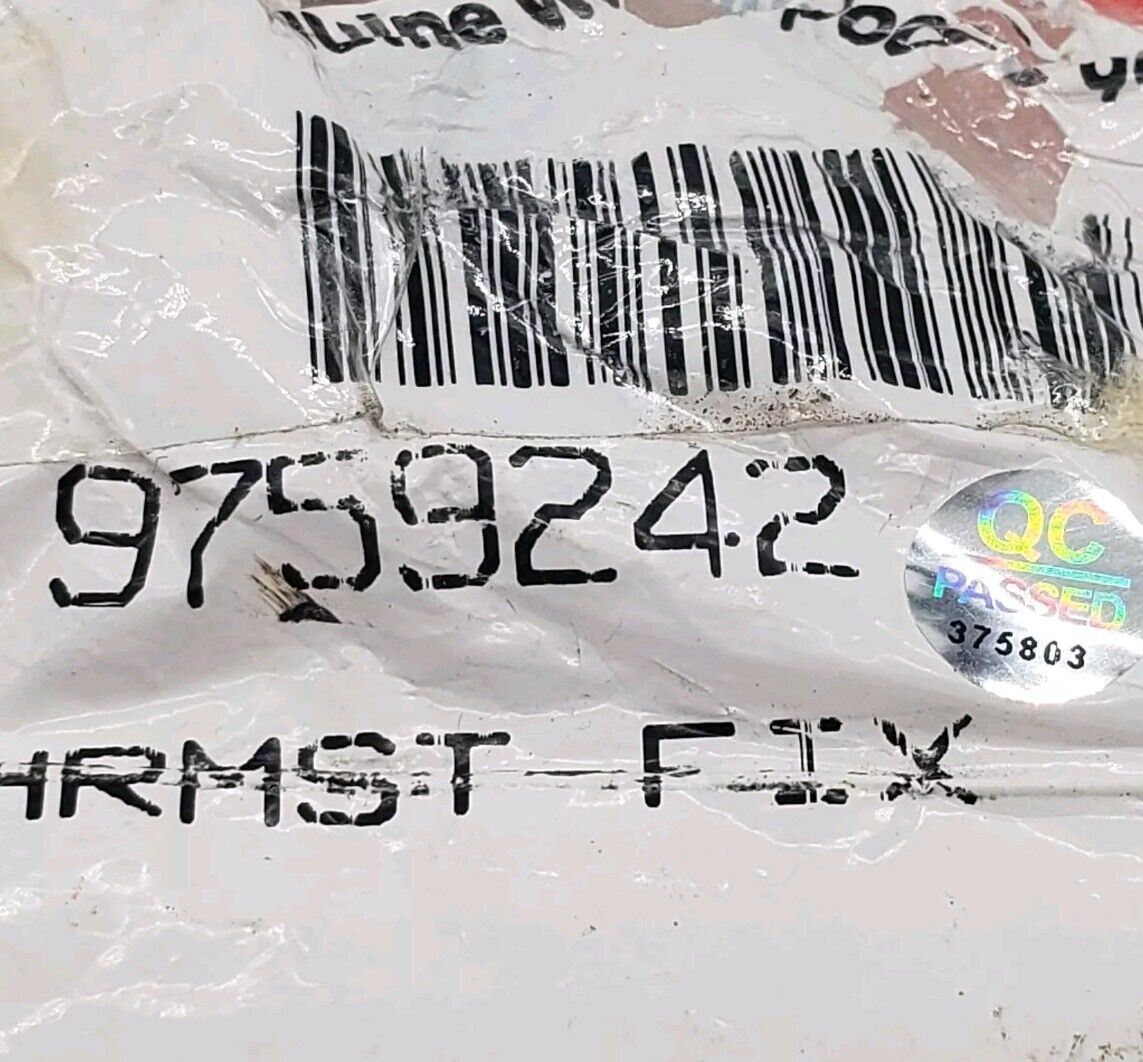 9759242
QC
PASSED
375803
HRMST-FIX